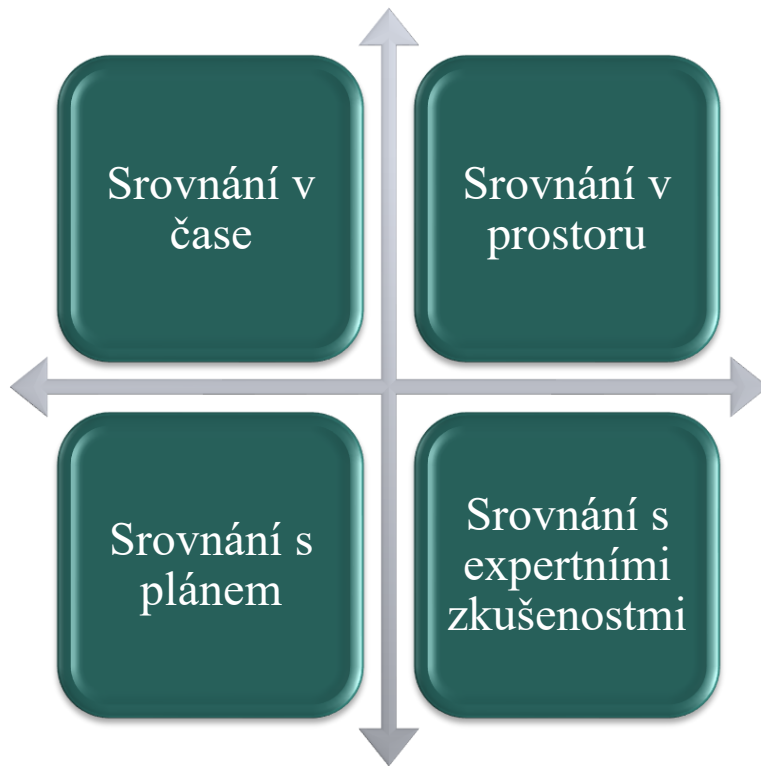 Srovnání v
čase
Srovnání v
prostoru
Srovnání s
plánem
Srovnání s
expertními
zkušenostmi